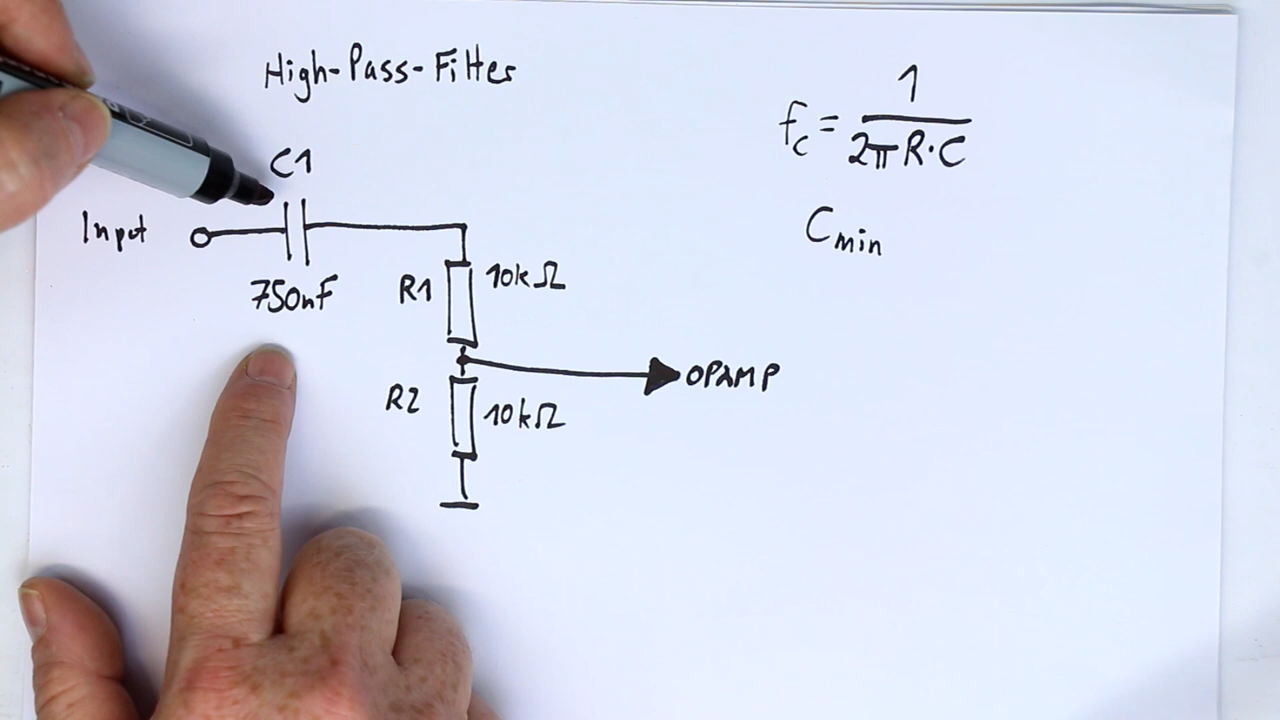 High-Pass-Filter
fc = 1 / 2π R·C
C1
Cmin
Input
750nF
R1
10kΩ
R2
10kΩ
OPAMP